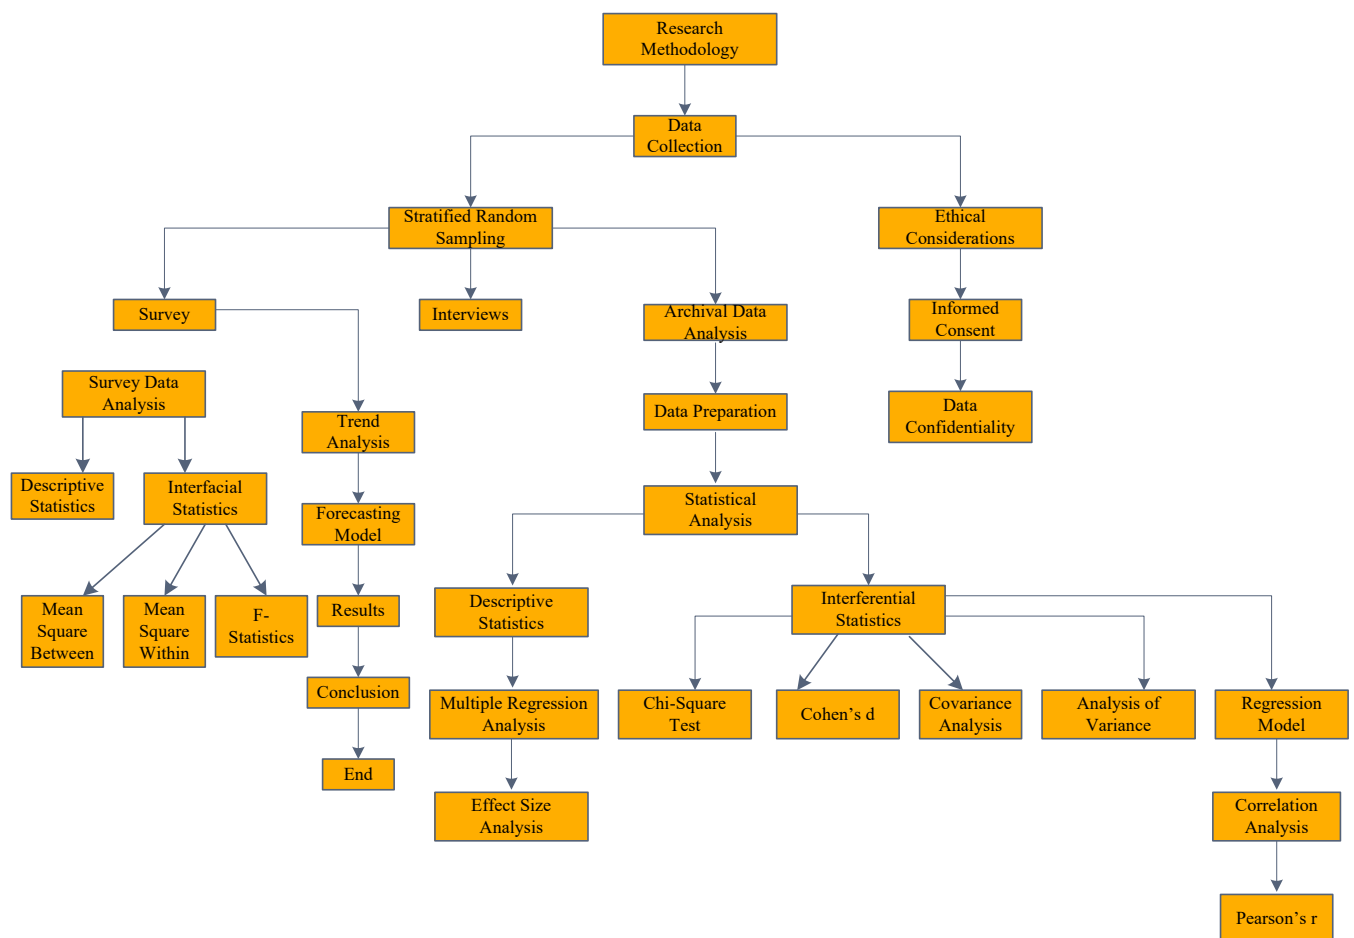 Research
Methodology
Data
Collection
Stratified Random
Sampling
Ethical
Considerations
Survey
Interviews
Archival Data
Analysis
Informed
Consent
Survey Data
Analysis
Trend
Analysis
Data Preparation
Data
Confidentiality
Descriptive
Statistics
Interfacial
Statistics
Forecasting
Model
Statistical
Analysis
Mean
Square
Between
Mean
Square
Within
F-
Statistics
Results
Descriptive
Statistics
Interferential
Statistics
Conclusion
Multiple Regression
Analysis
Chi-Square
Test
Cohen’s d
Covariance
Analysis
Analysis of
Variance
Regression
Model
End
Effect Size
Analysis
Correlation
Analysis
Pearson’s r